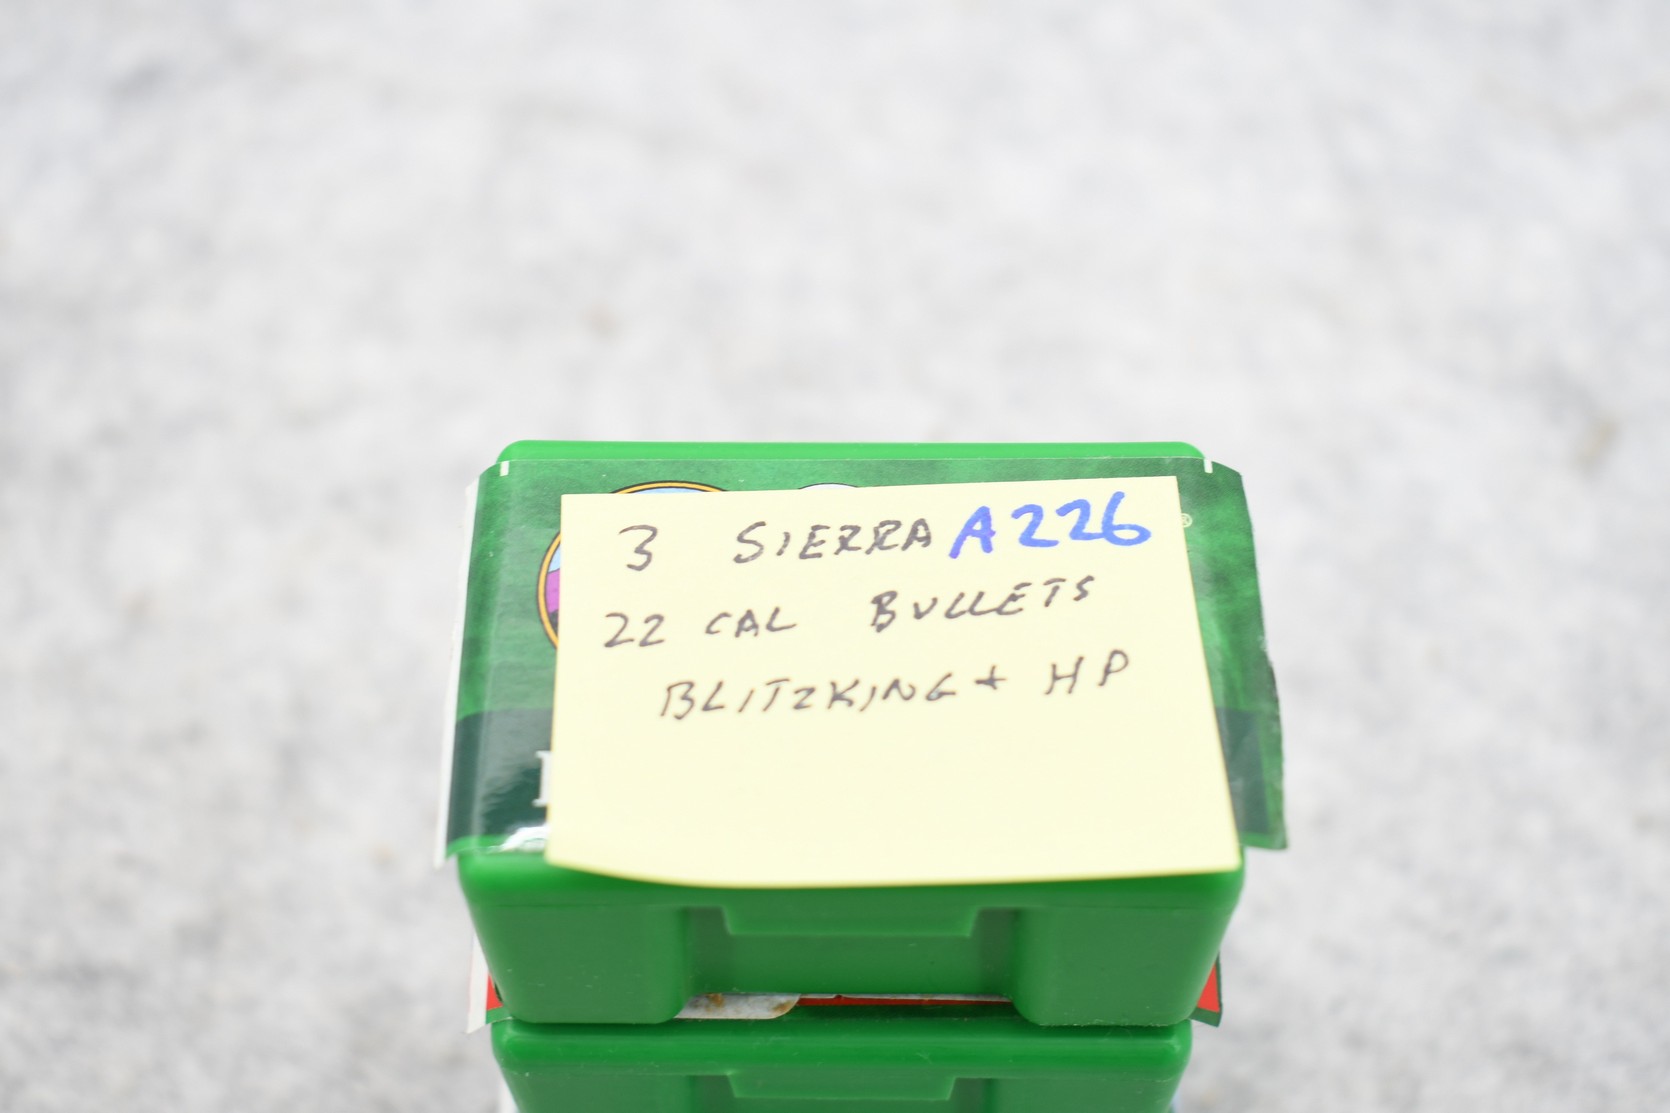 3 SIERRA A226
22 CAL BULLETS
BLITZKING + HP